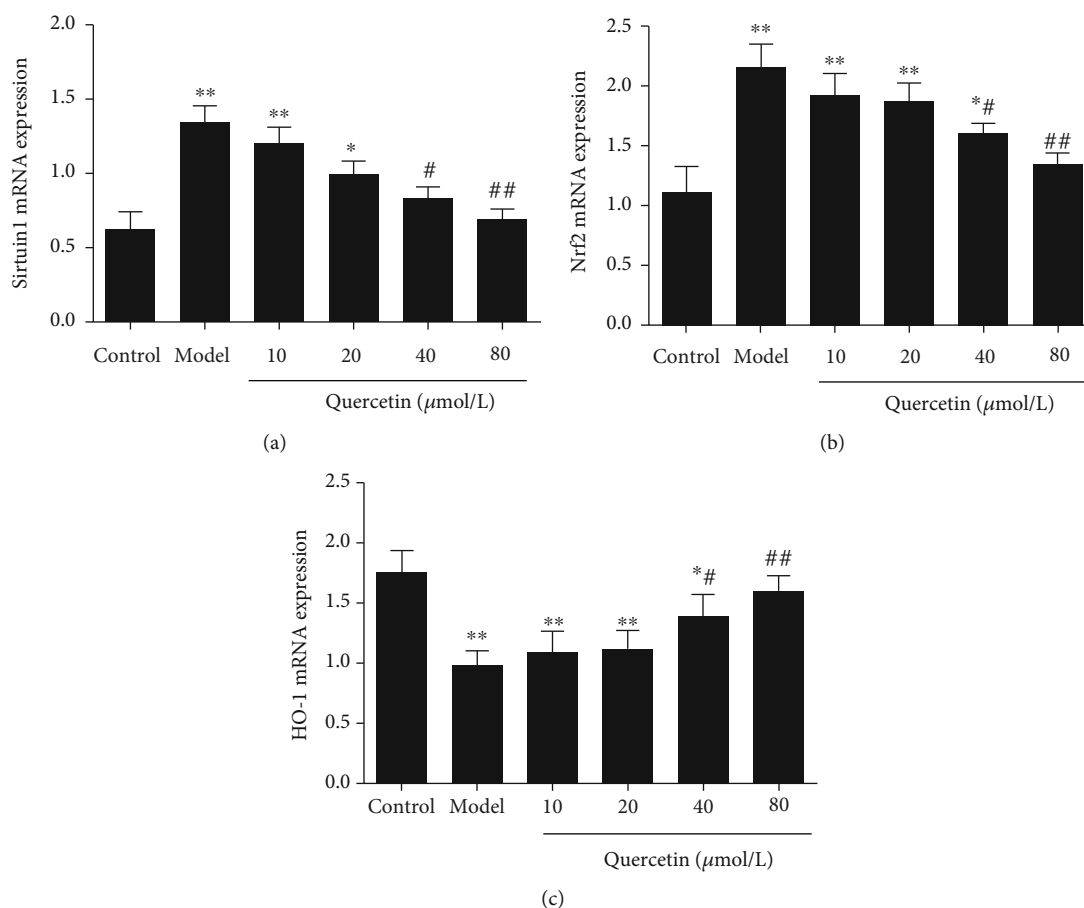 Sirtuin1 mRNA expression
2.0
1.5
1.0
0.5
0.0
** ** * # ##
Control Model 10 20 40 80
Quercetin (μmol/L)
(a)
Nrf2 mRNA expression
2.5
2.0
1.5
1.0
0.5
0.0
** ** ** *# ##
Control Model 10 20 40 80
Quercetin (μmol/L)
(b)
HO-1 mRNA expression
2.5
2.0
1.5
1.0
0.5
0.0
** ** ** *# ##
Control Model 10 20 40 80
Quercetin (μmol/L)
(c)